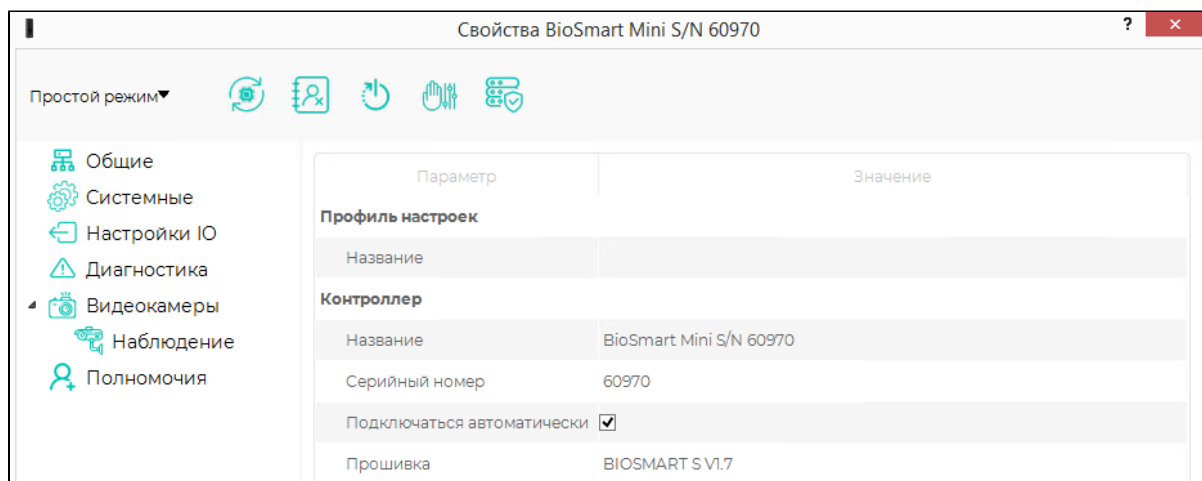 Свойства BioSmart Mini S/N 60970
?
Простой режим
Общие
Системные
Настройки IO
Диагностика
Видеокамеры
Наблюдение
Полномочия
Параметр Значение
Профиль настроек
Название
Контроллер
Название BioSmart Mini S/N 60970
Серийный номер 60970
Подключаться автоматически
Прошивка BIOSMART S V1.7